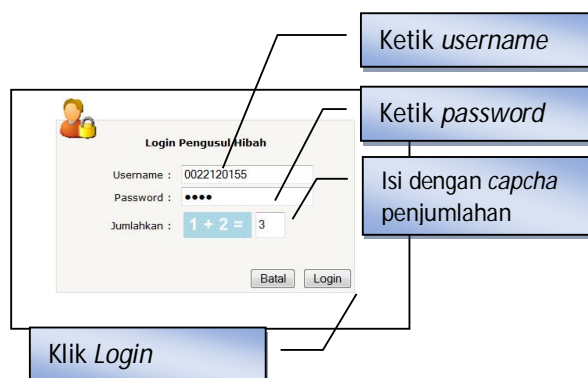 Ketik username
Ketik password
Login Pengusul Hibah
Username : 0022120155
Isi dengan capcha
penjumlahan
Password : ••••
Jumlahkan : 1 + 2 = 3
Batal Login
Klik Login